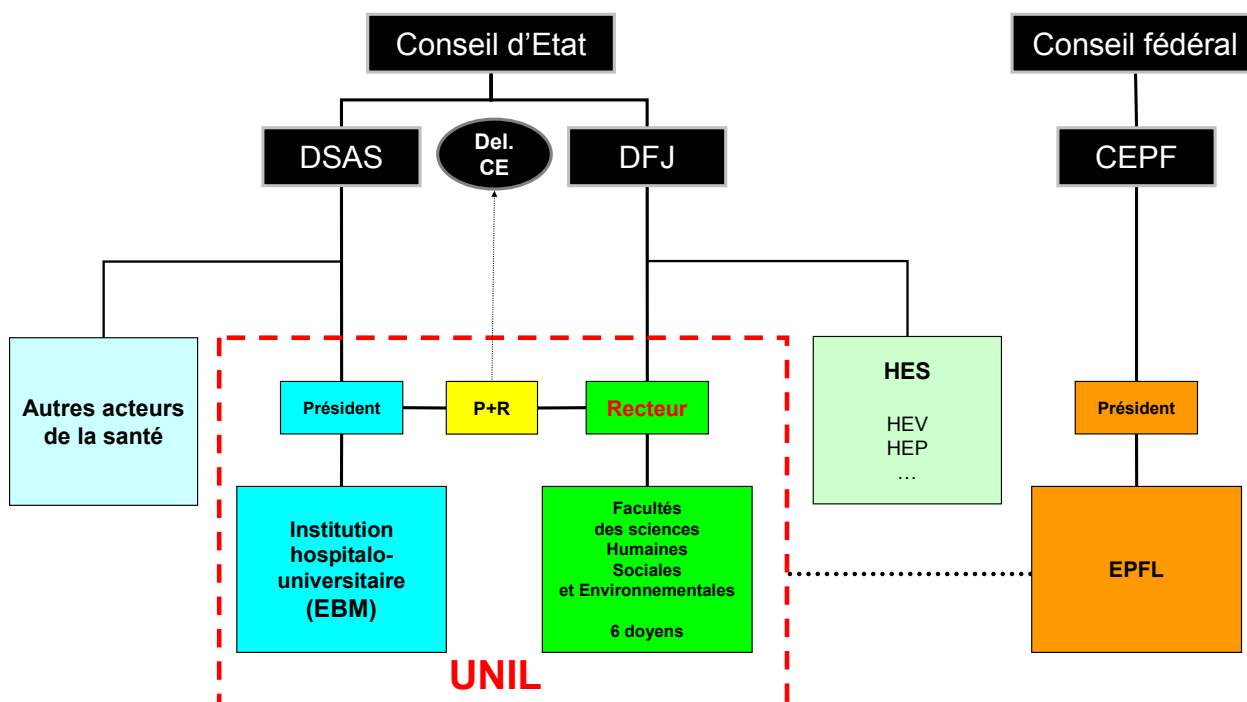 Conseil d’Etat
Conseil fédéral
DSAS
Del.
CE
DFJ
CEPF
Autres acteurs
de la santé
Président
P+R
Recteur
HES
HEV
HEP
…
Président
Institution
hospitalo-
universitaire
(EBM)
Facultés
des sciences
Humaines
Sociales
et Environnementales
6 doyens
EPFL
UNIL